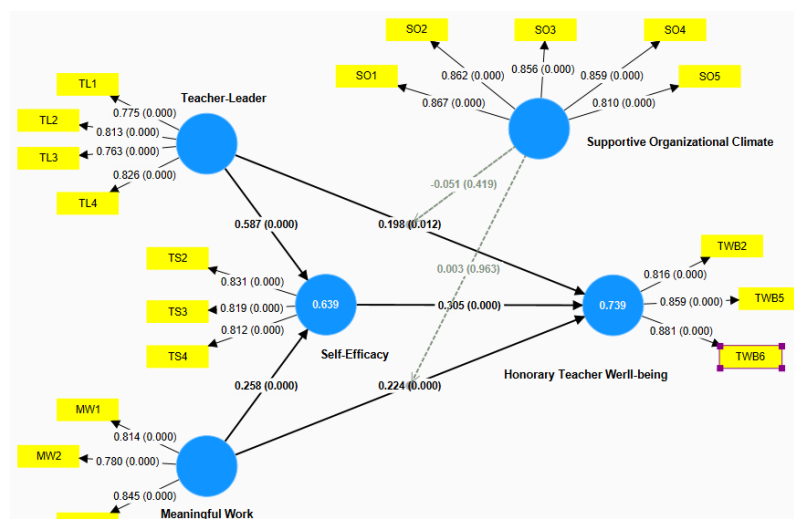 SO2
SO3
SO4
SO1
SO5
0.862 (0.000)
0.856 (0.000)
0.859 (0.000)
0.867 (0.000)
0.810 (0.000)
Supportive Organizational Climate
Teacher-Leader
TL1
TL2
TL3
TL4
0.775 (0.000)
0.813 (0.000)
0.763 (0.000)
0.826 (0.000)
-0.051 (0.419)
0.587 (0.000)
0.198 (0.012)
0.003 (0.963)
TS2
TS3
TS4
0.831 (0.000)
0.819 (0.000)
0.812 (0.000)
0.639
Self-Efficacy
0.305 (0.000)
0.739
Honorary Teacher Werll-being
TWB2
TWB5
TWB6
0.816 (0.000)
0.859 (0.000)
0.881 (0.000)
0.258 (0.000)
0.224 (0.000)
MW1
MW2
0.814 (0.000)
0.780 (0.000)
0.845 (0.000)
Meaningful Work